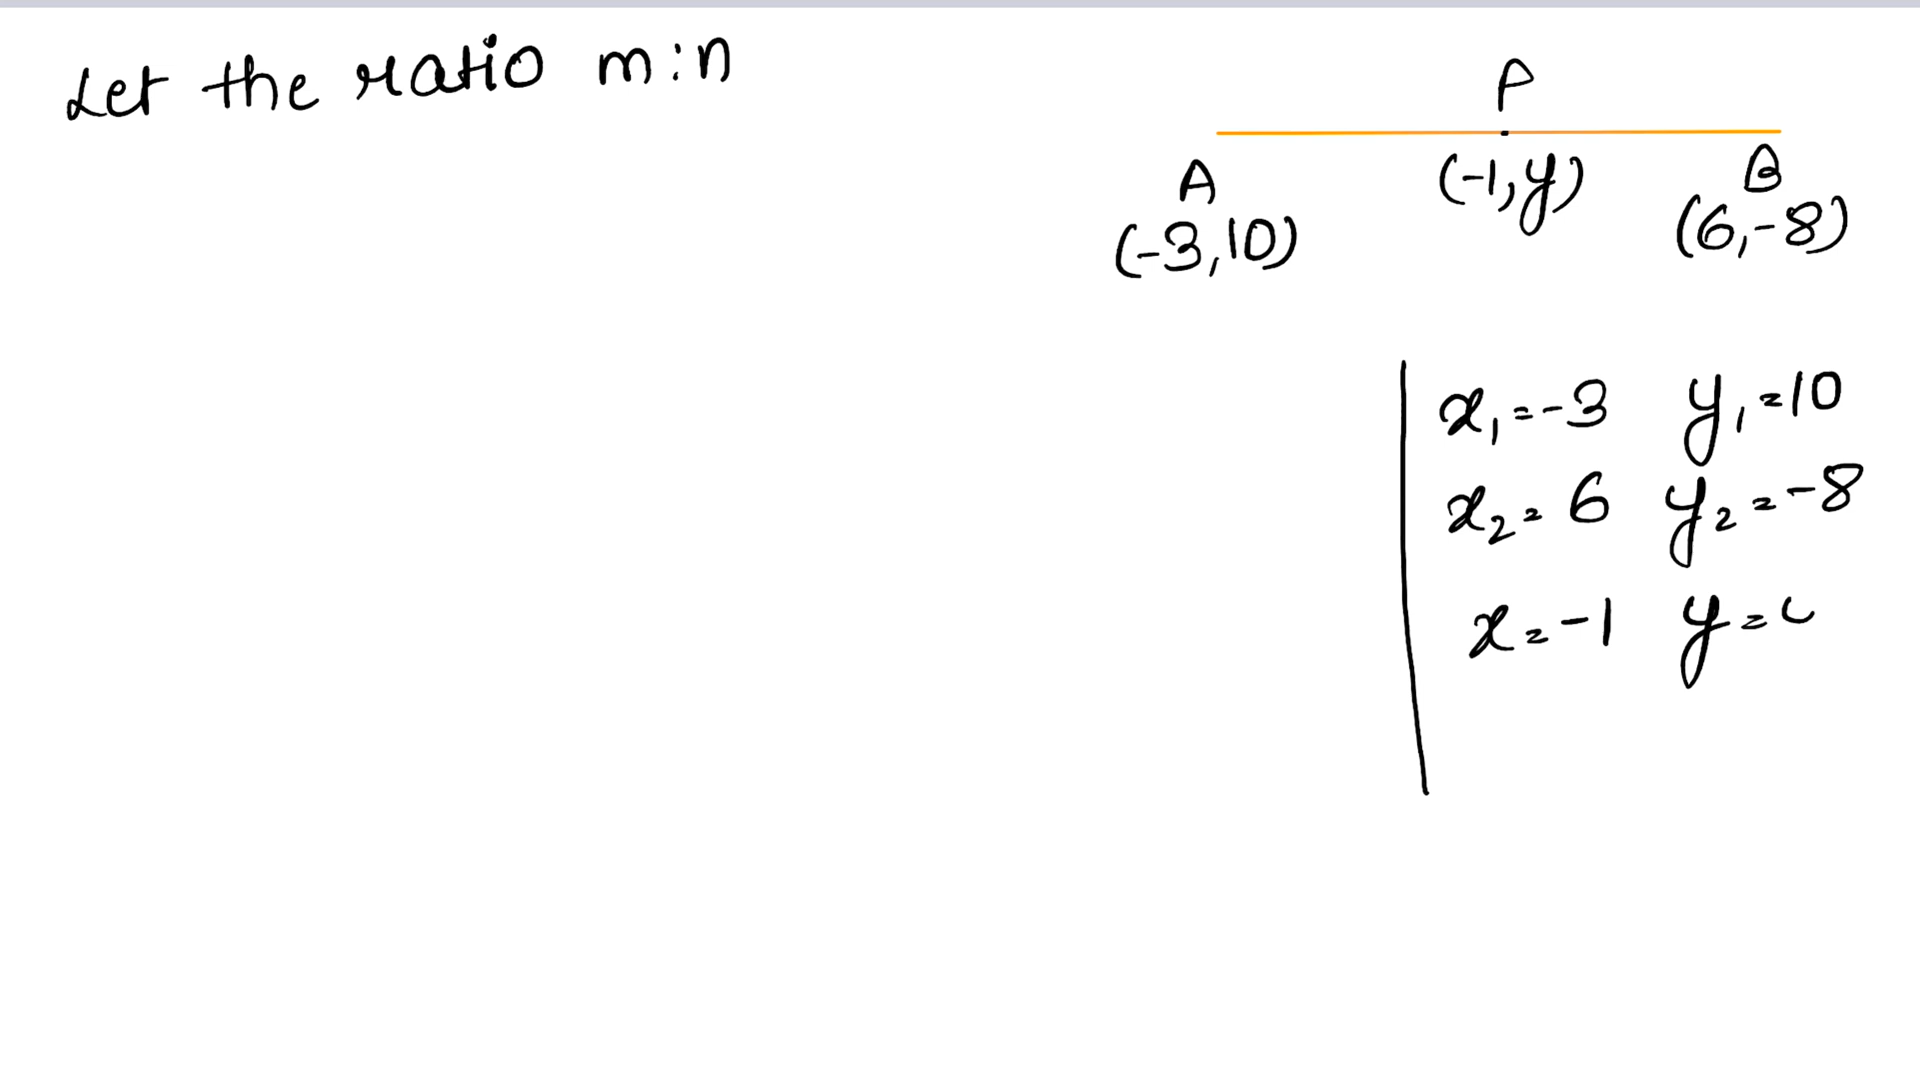 Let the ratio m:n
P
A (-1,y) B
(-3,10) (6,-8)
x₁=-3 y₁=10
x₂=6 y₂=-8
x=-1 y=